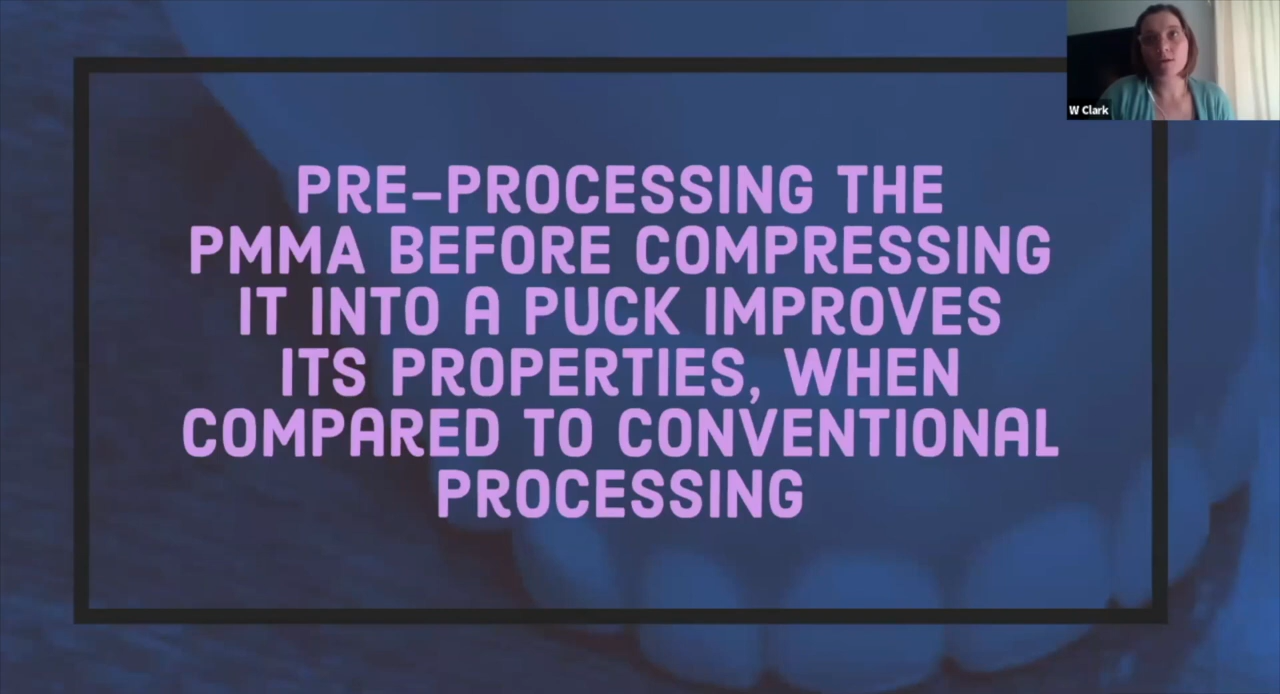 W Clark
PRE-PROCESSING THE
PMMA BEFORE COMPRESSING
IT INTO A PUCK IMPROVES
ITS PROPERTIES, WHEN
COMPARED TO CONVENTIONAL
PROCESSING